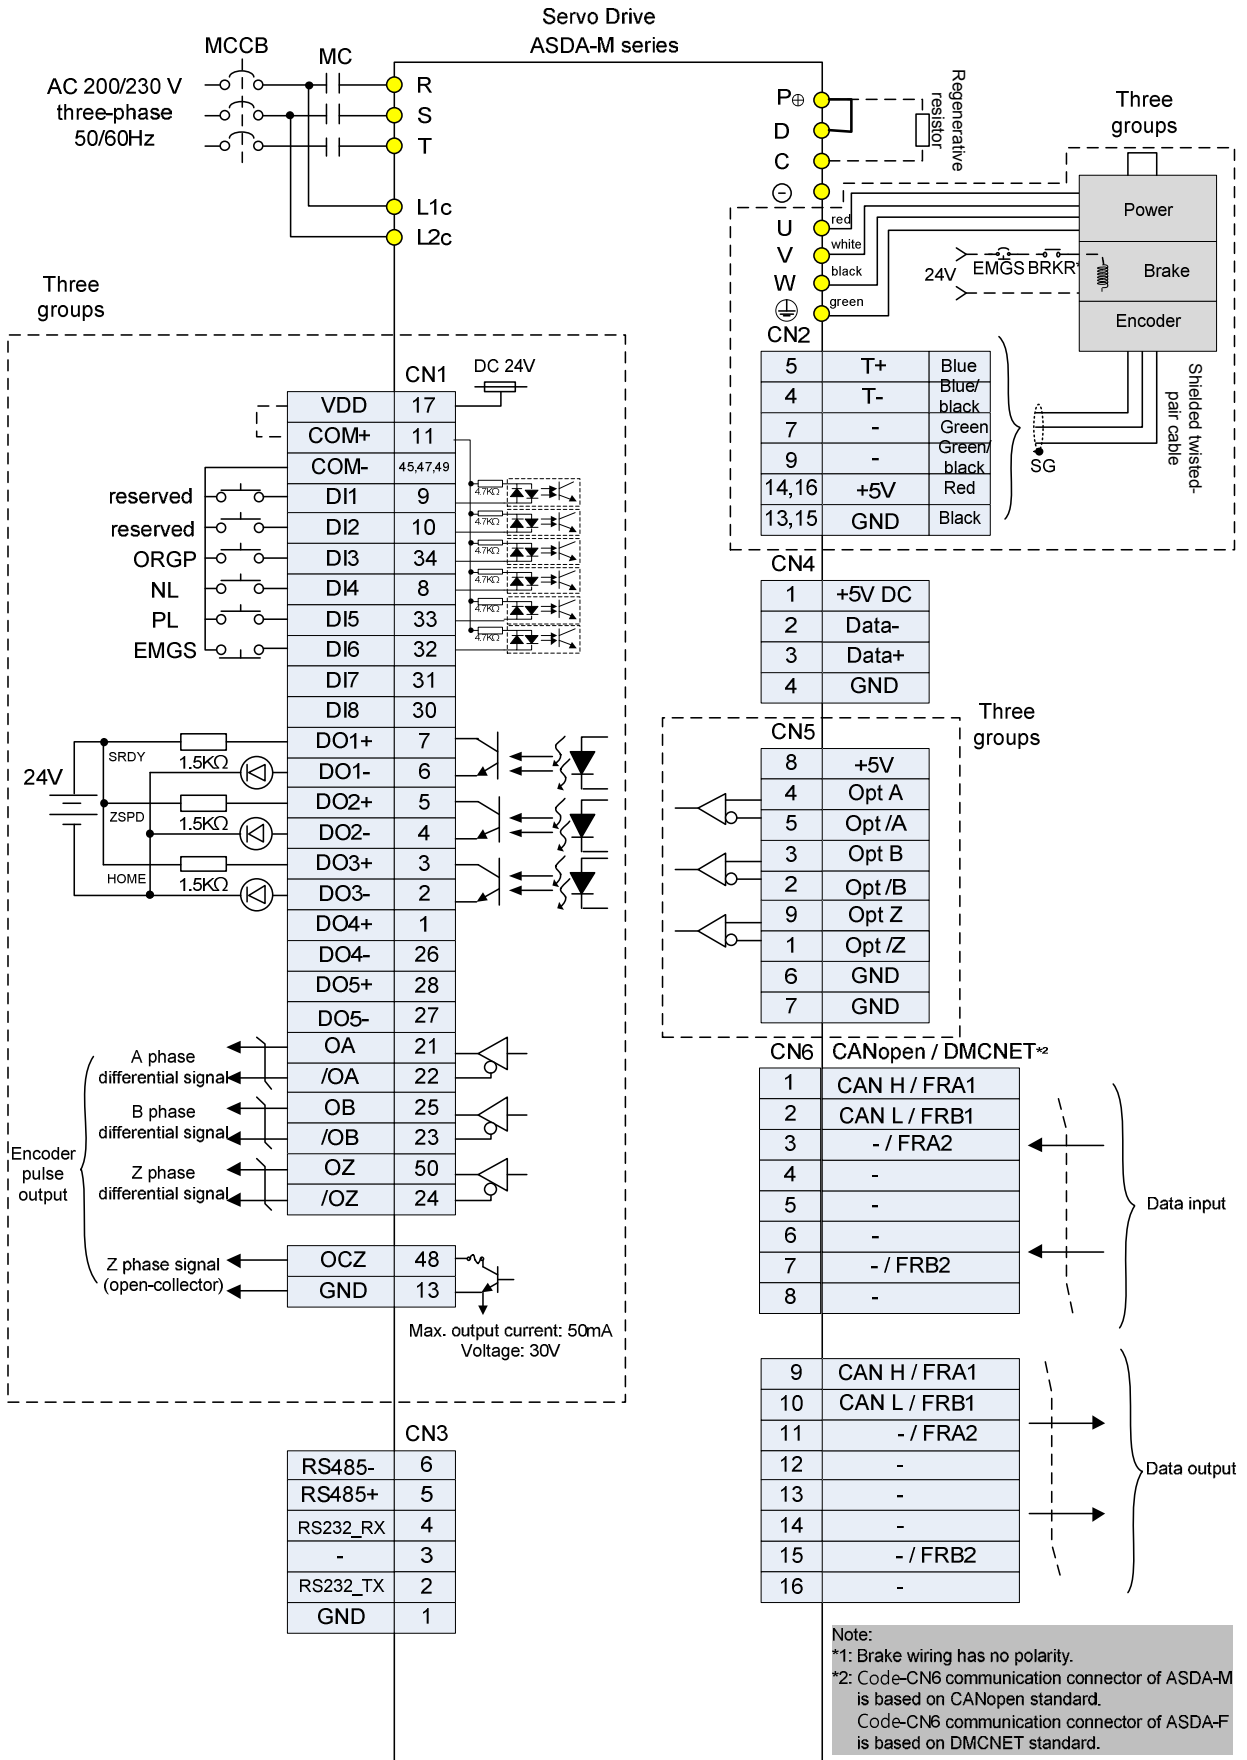 Servo Drive
ASDA-M series
MCCB
MC
AC 200/230 V
three-phase
50/60Hz
R
S
T
L1c
L2c
P⊕
D
C
⊖
Regenerative
resistor
Three
groups
U
V
W
red
white
black
green
Power
Brake
Encoder
24V
EMGS BRKR*
Shielded twisted-
pair cable
SG
CN2
5 T+ Blue
4 T- Blue/
black
7 - Green
9 - Green/
black
14,16 +5V Red
13,15 GND Black
Three
groups
CN1
DC 24V
VDD 17
COM+ 11
COM- 45,47,49
reserved DI1 9 4.7KΩ
reserved DI2 10 4.7KΩ
ORGP DI3 34 4.7KΩ
NL DI4 8 4.7KΩ
PL DI5 33 4.7KΩ
EMGS DI6 32 4.7KΩ
DI7 31
DI8 30
24V
SRDY DO1+ 7
1.5KΩ DO1- 6
DO2+ 5
ZSPD
1.5KΩ DO2- 4
DO3+ 3
HOME
1.5KΩ DO3- 2
DO4+ 1
DO4- 26
DO5+ 28
DO5- 27
Encoder
pulse
output
A phase
differential signal
OA 21
/OA 22
B phase
differential signal
OB 25
/OB 23
Z phase
differential signal
OZ 50
/OZ 24
Z phase signal
(open-collector)
OCZ 48
GND 13
Max. output current: 50mA
Voltage: 30V
CN3
RS485- 6
RS485+ 5
RS232_RX 4
- 3
RS232_TX 2
GND 1
CN4
1 +5V DC
2 Data-
3 Data+
4 GND
Three
groups
CN5
8 +5V
4 Opt A
5 Opt /A
3 Opt B
2 Opt /B
9 Opt Z
1 Opt /Z
6 GND
7 GND
CN6 CANopen / DMCNET*2
1 CAN H / FRA1
2 CAN L / FRB1
3 - / FRA2
4 -
5 -
6 -
7 - / FRB2
8 -
Data input
9 CAN H / FRA1
10 CAN L / FRB1
11 - / FRA2
12 -
13 -
14 -
15 - / FRB2
16 -
Data output
Note:
*1: Brake wiring has no polarity.
*2: Code-CN6 communication connector of ASDA-M
is based on CANopen standard.
Code-CN6 communication connector of ASDA-F
is based on DMCNET standard.